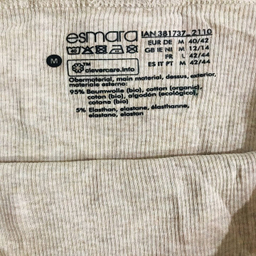 esmara
IAN 381737_2110
EUR DE M 40/42
GB IE NI M 12/14
FR L 42/44
ES IT PT M 42/44
M
clevercare.info
Obermaterial, main material, dessus, exterior,
materiale esterno:
95% Baumwolle (bio), cotton (organic),
coton (bio), algodón (ecológico),
cotone (bio)
5% Elasthan, elastane, élasthanne,
elastano, elastan